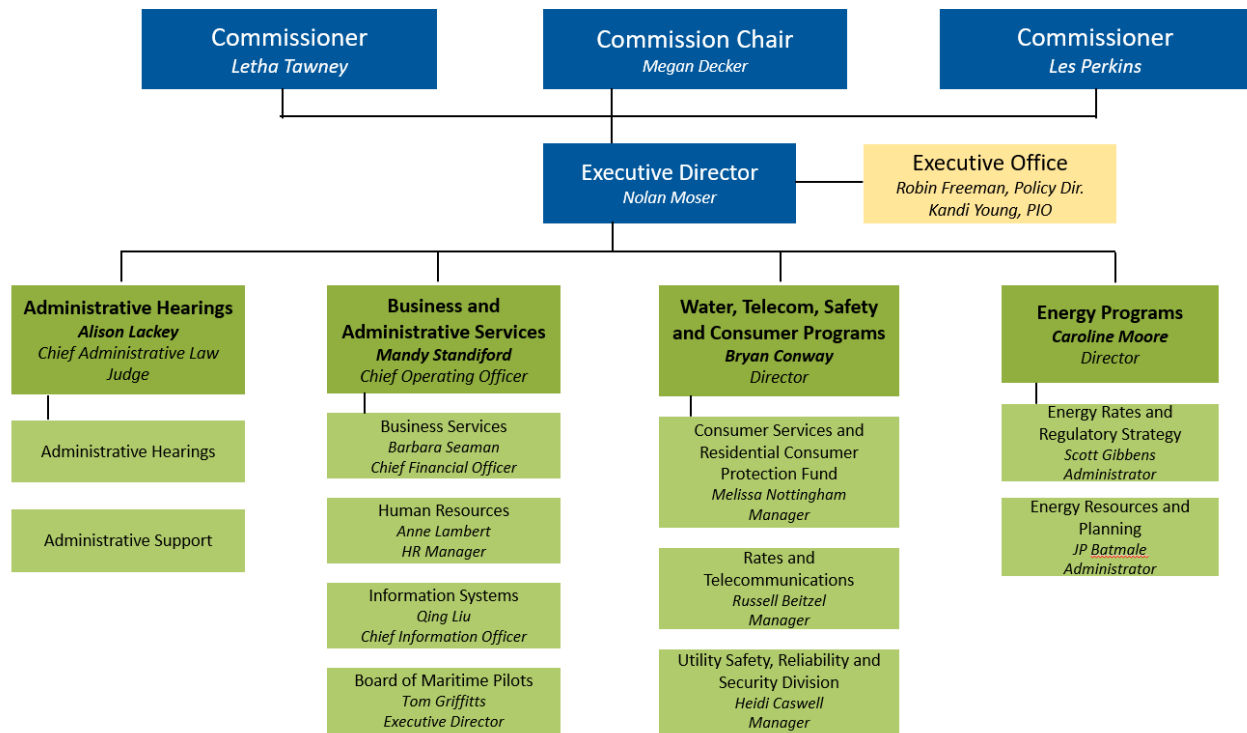 Commissioner
Letha Tawney
Commission Chair
Megan Decker
Commissioner
Les Perkins
Executive Director
Nolan Moser
Executive Office
Robin Freeman, Policy Dir.
Kandi Young, PIO
Administrative Hearings
Alison Lackey
Chief Administrative Law
Judge
Administrative Hearings
Administrative Support
Business and
Administrative Services
Mandy Standiford
Chief Operating Officer
Business Services
Barbara Seaman
Chief Financial Officer
Human Resources
Anne Lambert
HR Manager
Information Systems
Qing Liu
Chief Information Officer
Board of Maritime Pilots
Tom Griffitts
Executive Director
Water, Telecom, Safety
and Consumer Programs
Bryan Conway
Director
Consumer Services and
Residential Consumer
Protection Fund
Melissa Nottingham
Manager
Rates and
Telecommunications
Russell Beitzel
Manager
Utility Safety, Reliability and
Security Division
Heidi Caswell
Manager
Energy Programs
Caroline Moore
Director
Energy Rates and
Regulatory Strategy
Scott Gibbens
Administrator
Energy Resources and
Planning
JP Batmale
Administrator